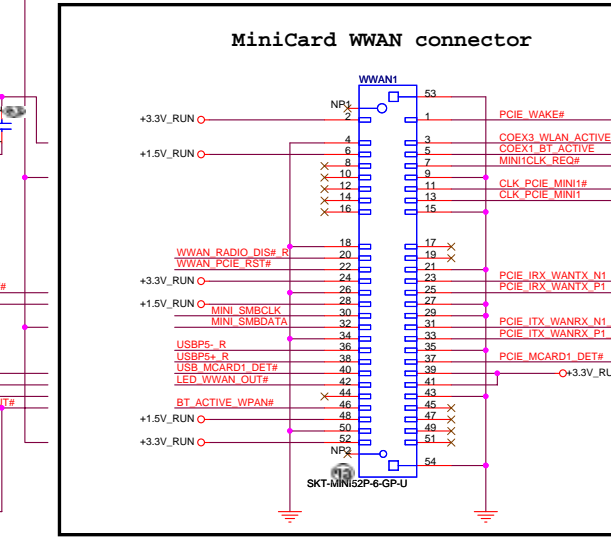 MiniCard WWAN connector
WWAN1
53
NP1
+3.3V_RUN 2 1 PCIE_WAKE#
4 3 COEX3_WLAN_ACTIVE
+1.5V_RUN 6 5 COEX1_BT_ACTIVE
8 7 MINI1CLK_REQ#
10 9
12 11 CLK_PCIE_MINI1#
14 13 CLK_PCIE_MINI1
16 15
18 17
WWAN_RADIO_DIS#_R 20 19
WWAN_PCIE_RST# 22 21
+3.3V_RUN 24 23 PCIE_IRX_WANTX_N1
26 25 PCIE_IRX_WANTX_P1
+1.5V_RUN 28 27
MINI_SMBCLK 30 29
MINI_SMBDATA 32 31 PCIE_ITX_WANRX_N1
34 33 PCIE_ITX_WANRX_P1
USBP5-_R 36 35
USBP5+_R 38 37 PCIE_MCARD1_DET#
USB_MCARD1_DET# 40 39 +3.3V_RU
LED_WWAN_OUT# 42 41
44 43
BT_ACTIVE_WPAN# 46 45
+1.5V_RUN 48 47
50 49
+3.3V_RUN 52 51
NP2
54
SKT-MINI52P-6-GP-U
#
IT#